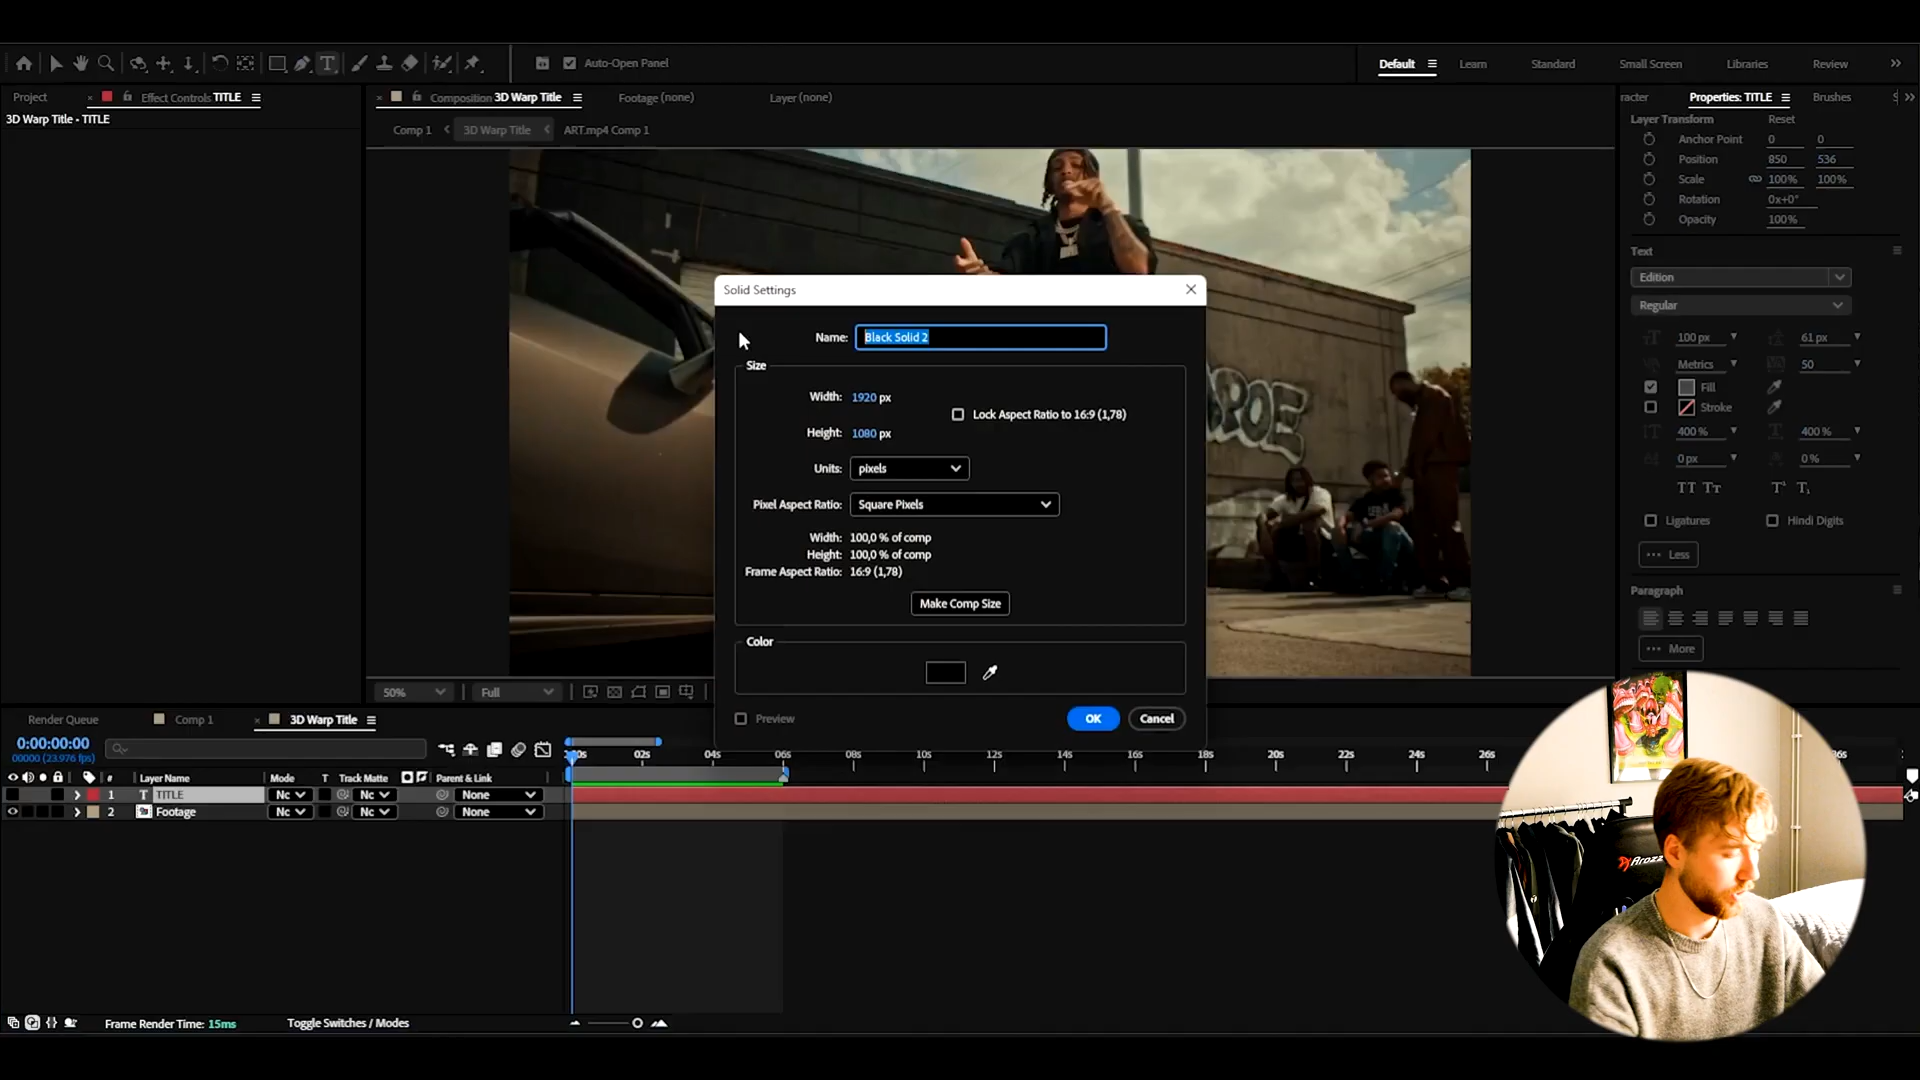 Auto-Open Panel
Default
Learn
Standard
Small Screen
Libraries
Review
Project
Effect Controls TITLE
Composition 3D Warp Title
Footage (none)
Layer (none)
racter
Properties: TITLE
Brushes
3D Warp Title - TITLE
Comp 1
3D Warp Title
ART.mp4 Comp 1
Layer Transform
Reset
Anchor Point
0
0
Position
850
536
Scale
100%
100%
Rotation
0x+0°
Opacity
100%
Text
Edition
Regular
100 px
61 px
Metrics
50
Fill
Stroke
400 %
400 %
0 px
0 %
Ligatures
Hindi Digits
Less
Paragraph
More
Solid Settings
Name:
Black Solid 2
Size
Width:
1920 px
Lock Aspect Ratio to 16:9 (1,78)
Height:
1080 px
Units:
pixels
Pixel Aspect Ratio:
Square Pixels
Width: 100,0 % of comp
Height: 100,0 % of comp
Frame Aspect Ratio: 16:9 (1,78)
Make Comp Size
Color
Preview
OK
Cancel
50%
Full
Render Queue
Comp 1
3D Warp Title
0:00:00:00
00000 (23.976 fps)
02s
04s
06s
08s
10s
12s
14s
16s
18s
20s
22s
24s
26s
#
Layer Name
Mode
T
Track Matte
Parent & Link
1
T
TITLE
Nc
Nc
None
2
Footage
Nc
Nc
None
Frame Render Time: 15ms
Toggle Switches / Modes